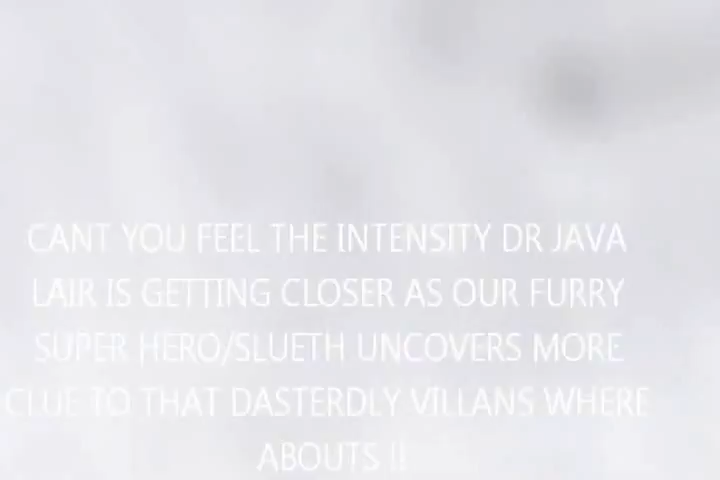 CANT YOU FEEL THE INTENSITY DR JAVA
LAIR IS GETTING CLOSER AS OUR FURRY
SUPER HERO/SLUETH UNCOVERS MORE
CLUE TO THAT DASTERDLY VILLANS WHERE
ABOUTS !!